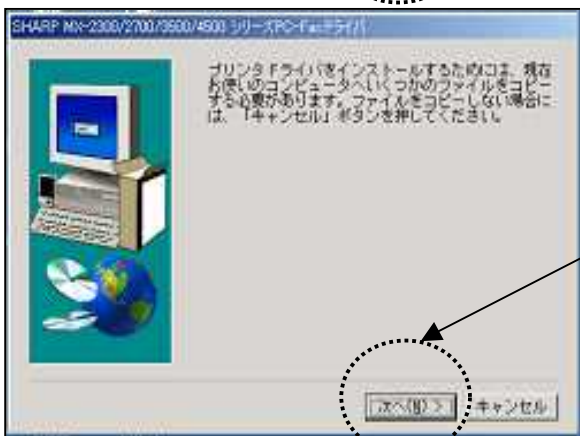 SHARP MX-2300/2700/3500/4500 シリーズPC-Faxドライバ
プリンタドライバをインストールするためには、現在
お使いのコンピュータへいくつかのファイルをコピー
する必要があります。ファイルをコピーしない場合に
は、「キャンセル」ボタンを押してください。
次へ(N) >
キャンセル